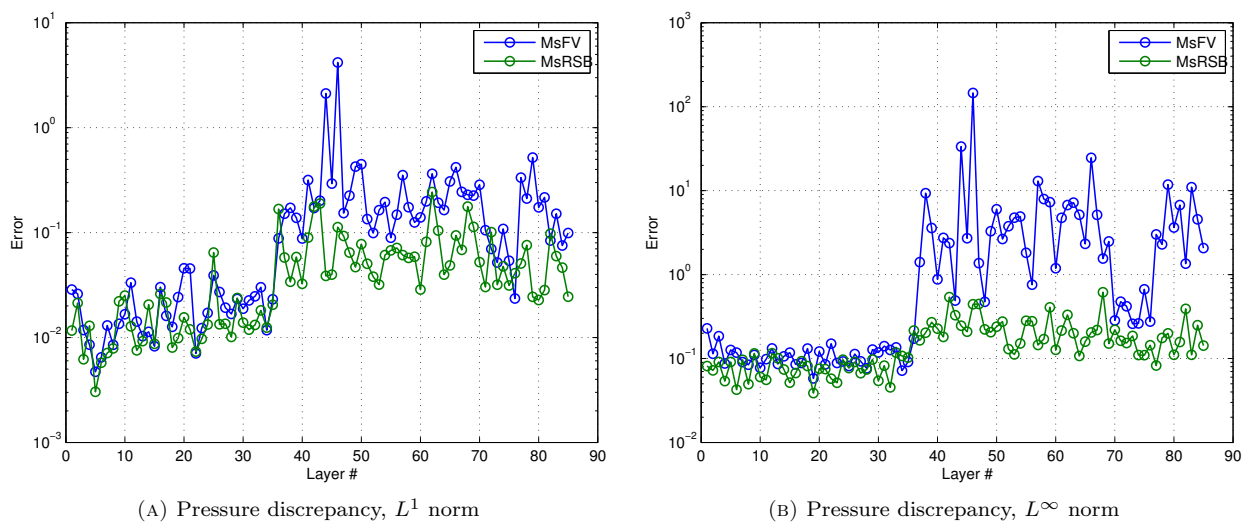 10^1
10^0
10^−1
10^−2
10^−3
Error
0 10 20 30 40 50 60 70 80 90
Layer #
MsFV
MsRSB
(A) Pressure discrepancy, L^1 norm
10^3
10^2
10^1
10^0
10^−1
10^−2
Error
0 10 20 30 40 50 60 70 80 90
Layer #
MsFV
MsRSB
(B) Pressure discrepancy, L^∞ norm